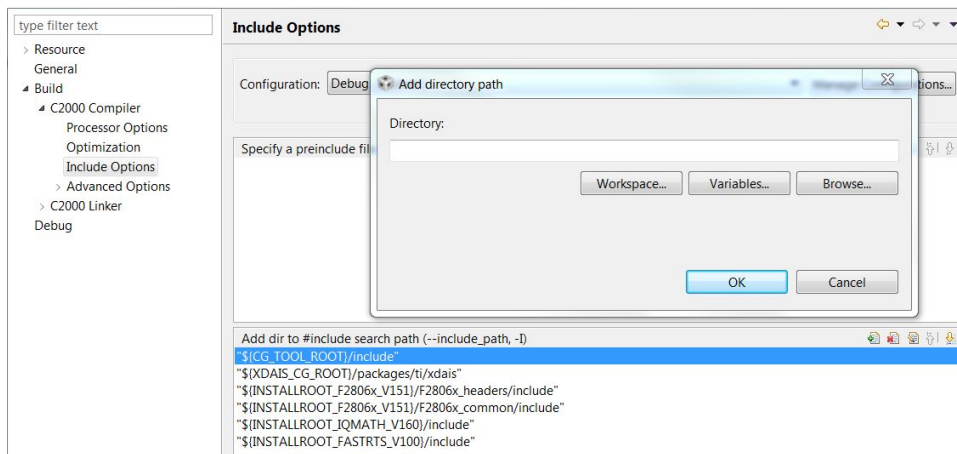 type filter text
Resource
General
Build
C2000 Compiler
Processor Options
Optimization
Include Options
Advanced Options
C2000 Linker
Debug
Include Options
Configuration: Debug
Manage Configurations...
Add directory path
Directory:
Workspace... Variables... Browse...
OK Cancel
Specify a preinclude fil
Add dir to #include search path (--include_path, -I)
"${CG_TOOL_ROOT}/include"
"${XDAIS_CG_ROOT}/packages/ti/xdais"
"${INSTALLROOT_F2806x_V151}/F2806x_headers/include"
"${INSTALLROOT_F2806x_V151}/F2806x_common/include"
"${INSTALLROOT_IQMATH_V160}/include"
"${INSTALLROOT_FASTRTS_V100}/include"